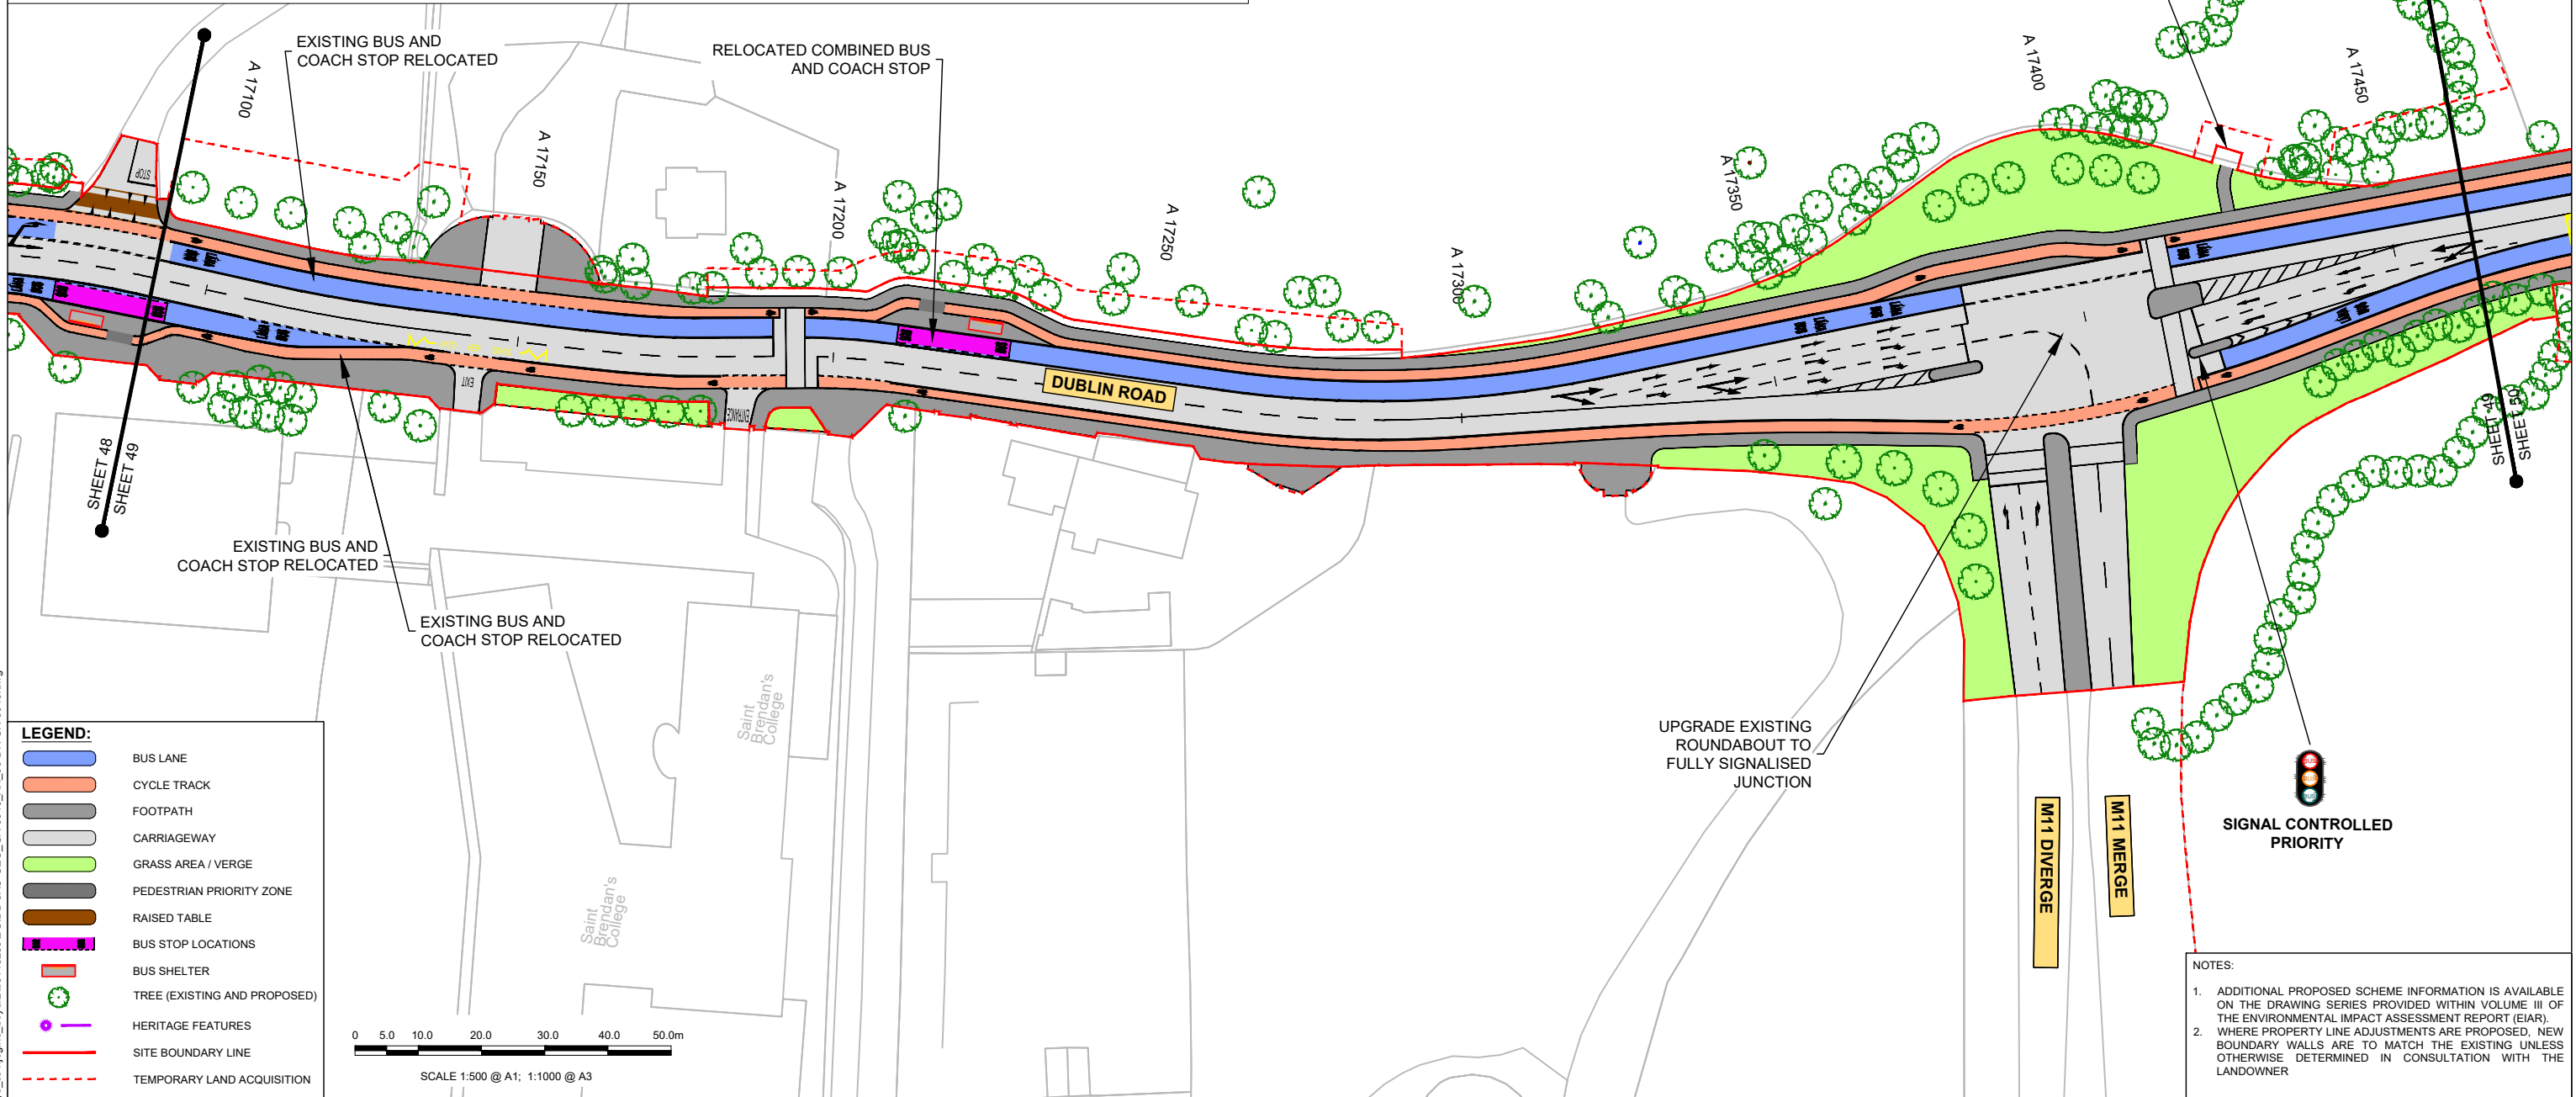 EXISTING BUS AND
COACH STOP RELOCATED
RELOCATED COMBINED BUS
AND COACH STOP
A 17100
A 17150
A 17200
A 17250
A 17300
A 17350
A 17400
A 17450
STOP
EXIT
ENTRANCE
DUBLIN ROAD
SHEET 48
SHEET 49
SHEET 49
SHEET 50
EXISTING BUS AND
COACH STOP RELOCATED
EXISTING BUS AND
COACH STOP RELOCATED
Saint
Brendan's
College
Saint
Brendan's
College
UPGRADE EXISTING
ROUNDABOUT TO
FULLY SIGNALISED
JUNCTION
M11 DIVERGE
M11 MERGE
SIGNAL CONTROLLED
PRIORITY
LEGEND:
BUS LANE
CYCLE TRACK
FOOTPATH
CARRIAGEWAY
GRASS AREA / VERGE
PEDESTRIAN PRIORITY ZONE
RAISED TABLE
BUS STOP LOCATIONS
BUS SHELTER
TREE (EXISTING AND PROPOSED)
HERITAGE FEATURES
SITE BOUNDARY LINE
TEMPORARY LAND ACQUISITION
0 5.0 10.0 20.0 30.0 40.0 50.0m
SCALE 1:500 @ A1; 1:1000 @ A3
NOTES:
1. ADDITIONAL PROPOSED SCHEME INFORMATION IS AVAILABLE
ON THE DRAWING SERIES PROVIDED WITHIN VOLUME III OF
THE ENVIRONMENTAL IMPACT ASSESSMENT REPORT (EIAR).
2. WHERE PROPERTY LINE ADJUSTMENTS ARE PROPOSED, NEW
BOUNDARY WALLS ARE TO MATCH THE EXISTING UNLESS
OTHERWISE DETERMINED IN CONSULTATION WITH THE
LANDOWNER